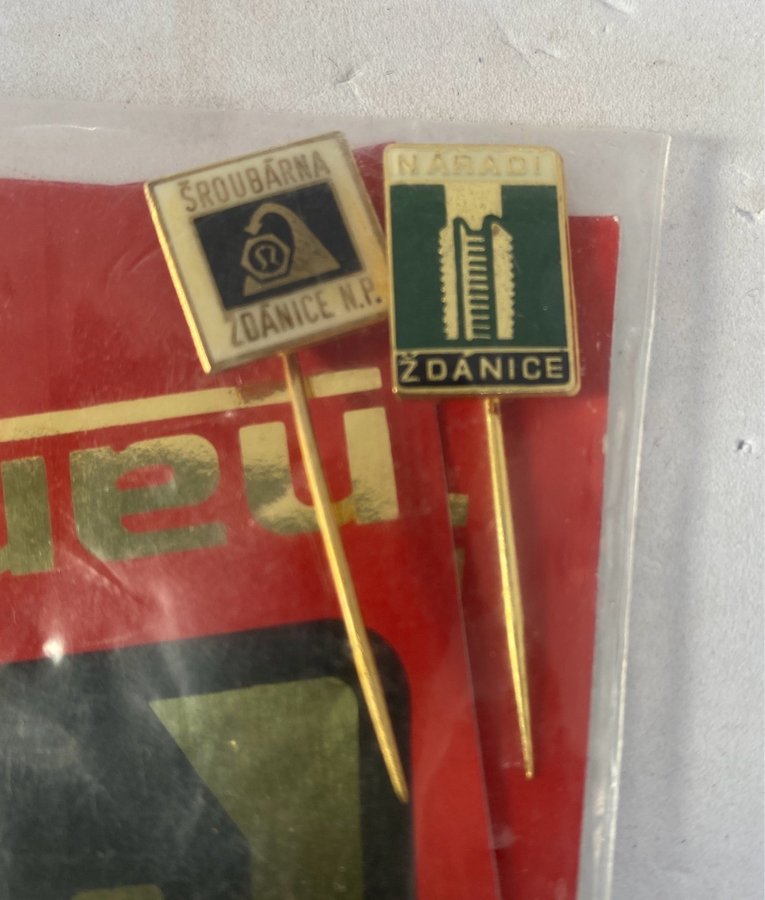 ŠROUBÁRNA
ŽDÁNICE N.P.
NÁŘADÍ
ŽDÁNICE